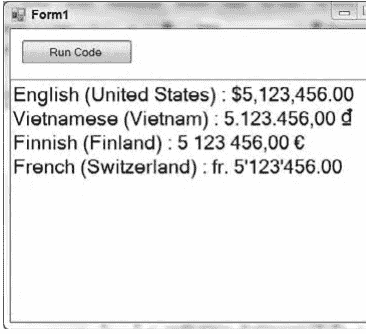 Form1
Run Code
English (United States) : $5,123,456.00
Vietnamese (Vietnam) : 5.123.456,00 ₫
Finnish (Finland) : 5 123 456,00 €
French (Switzerland) : fr. 5'123'456.00